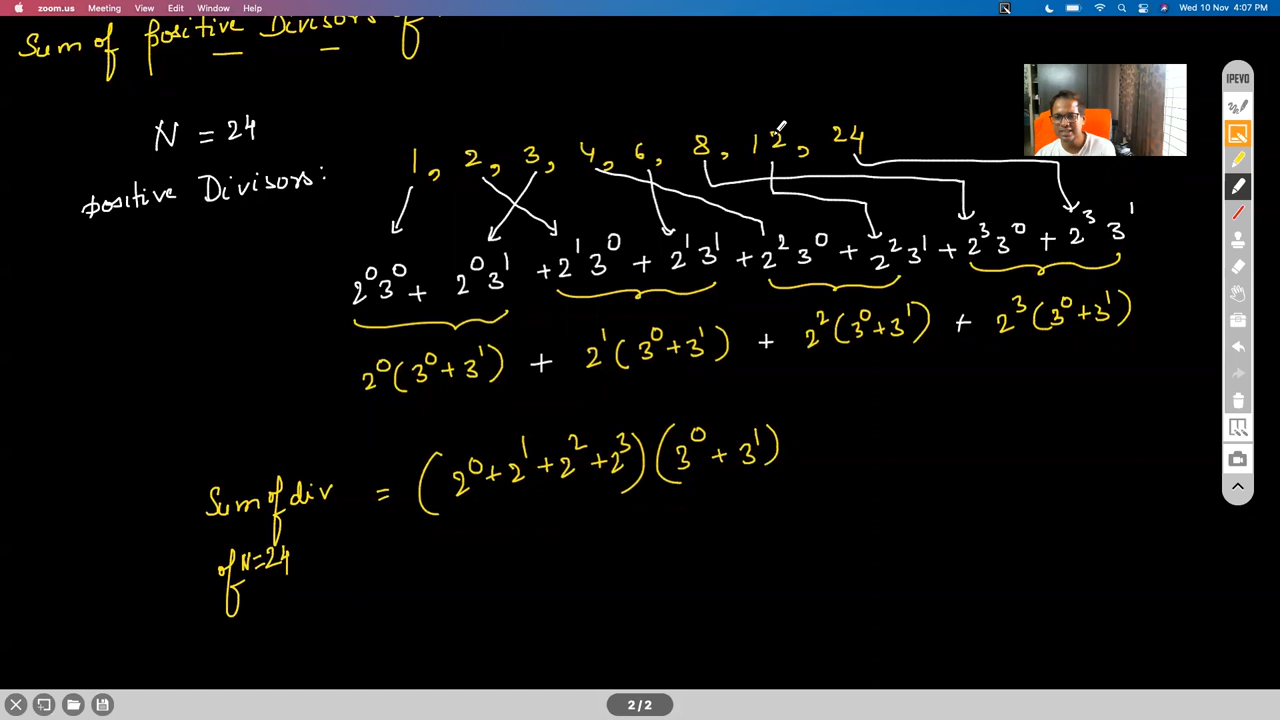 zoom.us Meeting View Edit Window Help Wed 10 Nov 4:07 PM
Sum of positive Divisors of
IPEVO
N = 24
1, 2, 3, 4, 6, 8, 12, 24
positive Divisors:
2⁰3⁰ + 2⁰3¹ + 2¹3⁰ + 2¹3¹ + 2²3⁰ + 2²3¹ + 2³3⁰ + 2³3¹
2⁰(3⁰+3¹) + 2¹(3⁰+3¹) + 2²(3⁰+3¹) + 2³(3⁰+3¹)
Sum of div = (2⁰+2¹+2²+2³)(3⁰+3¹)
of N=24
2/2